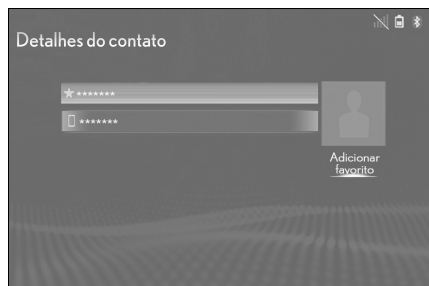 Detalhes do contato
*******
*******
Adicionar
favorito